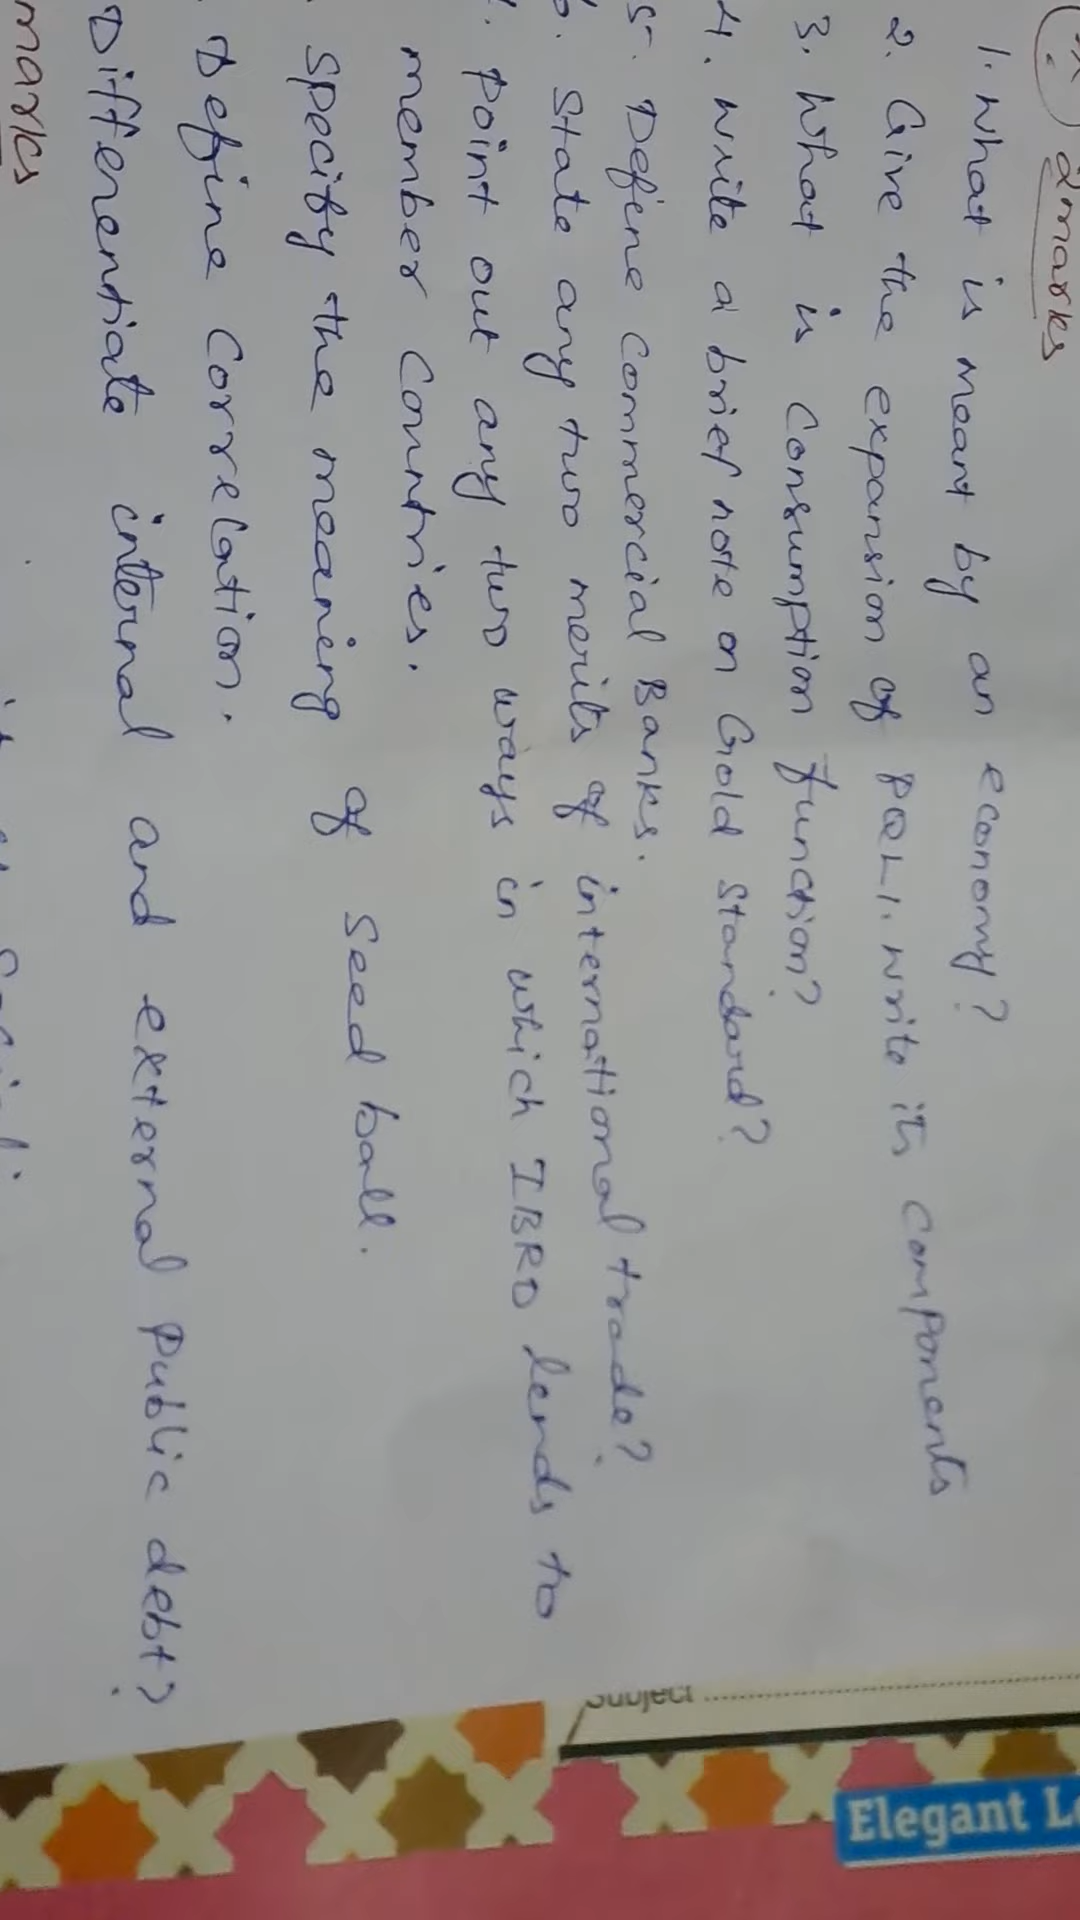 2 marks
1. What is meant by an economy?
2. Give the expansion of PQLI. write its components
3. What is consumption function?
4. write a brief note on Gold standard?
5. Define Commercial Banks.
6. State any two merits of international trade?
7. point out any two ways in which IBRD lends to
member countries.
specify the meaning of seed ball.
Define Correlation.
Differentiate internal and external public debt?
marks
Subject
Elegant